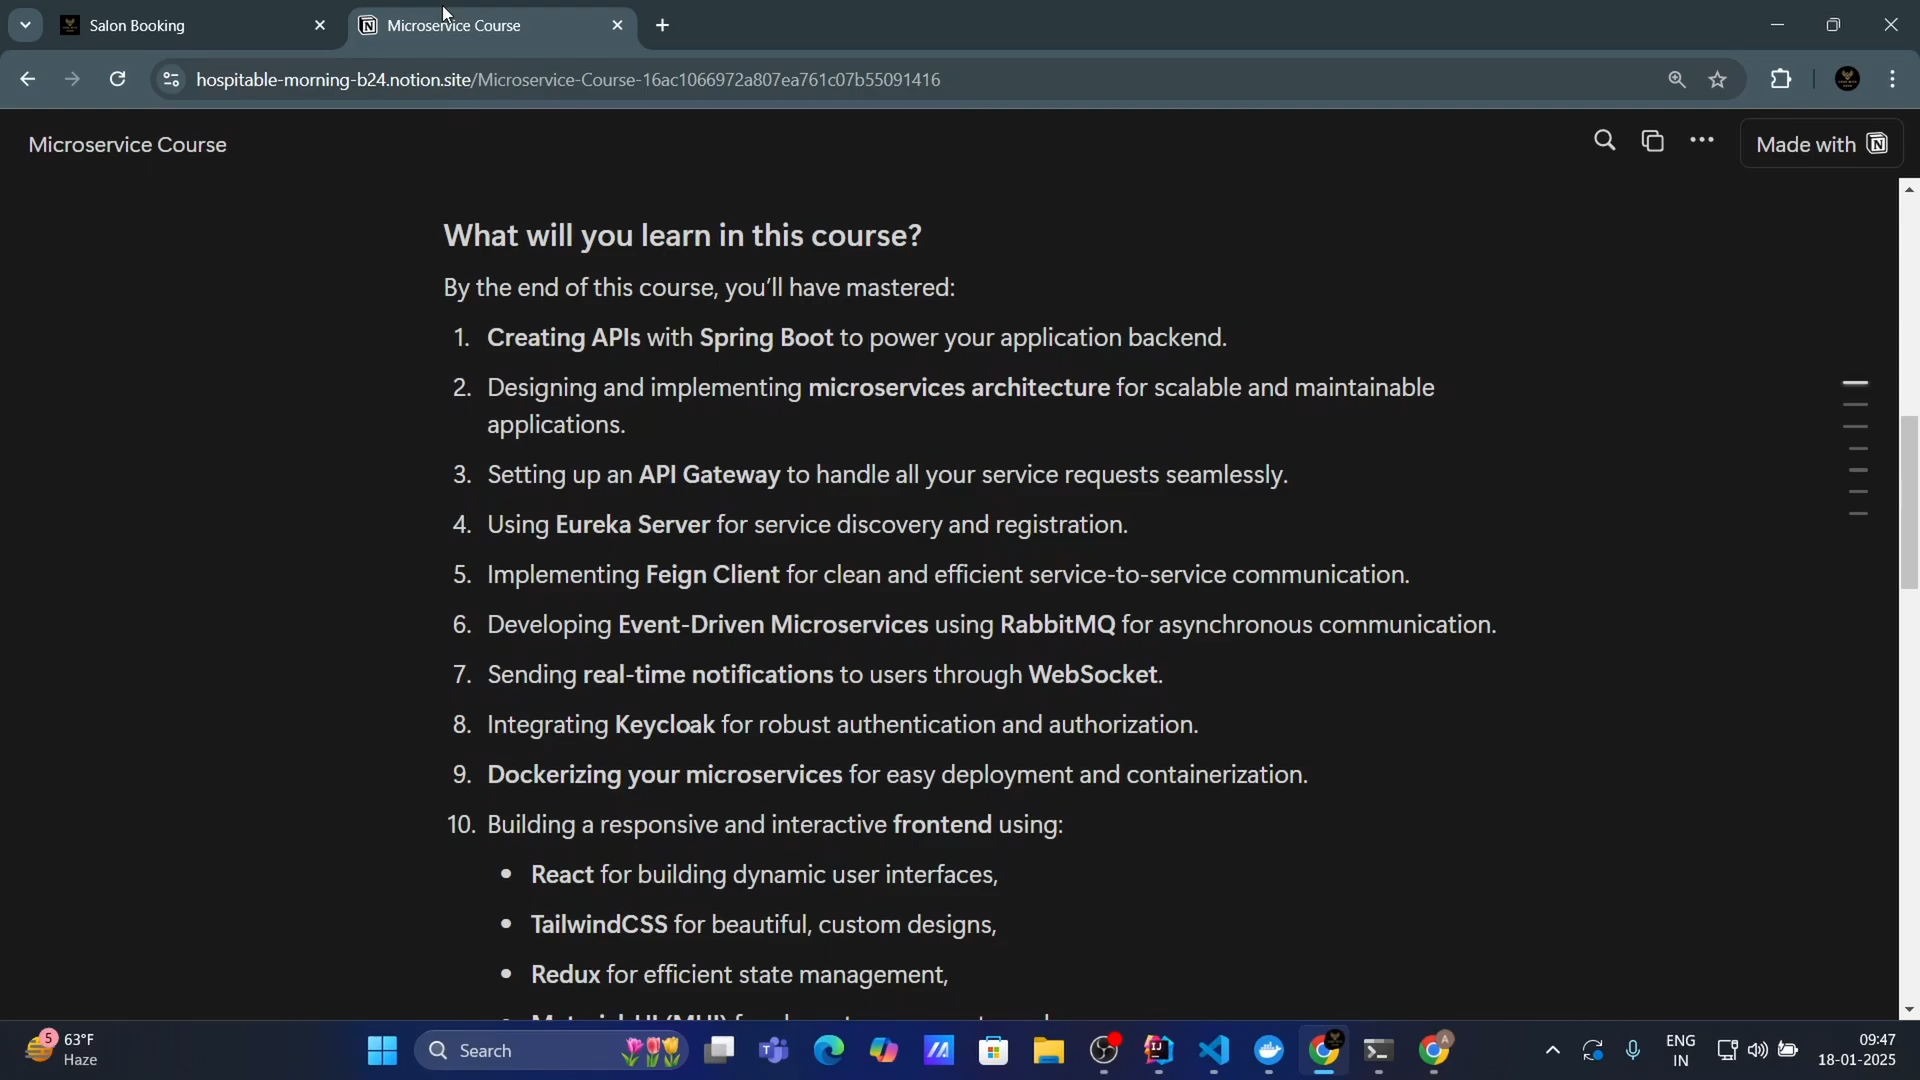 Salon Booking
Microservice Course
hospitable-morning-b24.notion.site/Microservice-Course-16ac1066972a807ea761c07b55091416
Microservice Course
Made with
What will you learn in this course?
By the end of this course, you'll have mastered:
1. Creating APIs with Spring Boot to power your application backend.
2. Designing and implementing microservices architecture for scalable and maintainable
applications.
3. Setting up an API Gateway to handle all your service requests seamlessly.
4. Using Eureka Server for service discovery and registration.
5. Implementing Feign Client for clean and efficient service-to-service communication.
6. Developing Event-Driven Microservices using RabbitMQ for asynchronous communication.
7. Sending real-time notifications to users through WebSocket.
8. Integrating Keycloak for robust authentication and authorization.
9. Dockerizing your microservices for easy deployment and containerization.
10. Building a responsive and interactive frontend using:
• React for building dynamic user interfaces,
• TailwindCSS for beautiful, custom designs,
• Redux for efficient state management,
5
63°F
Haze
Search
ENG
IN
09:47
18-01-2025